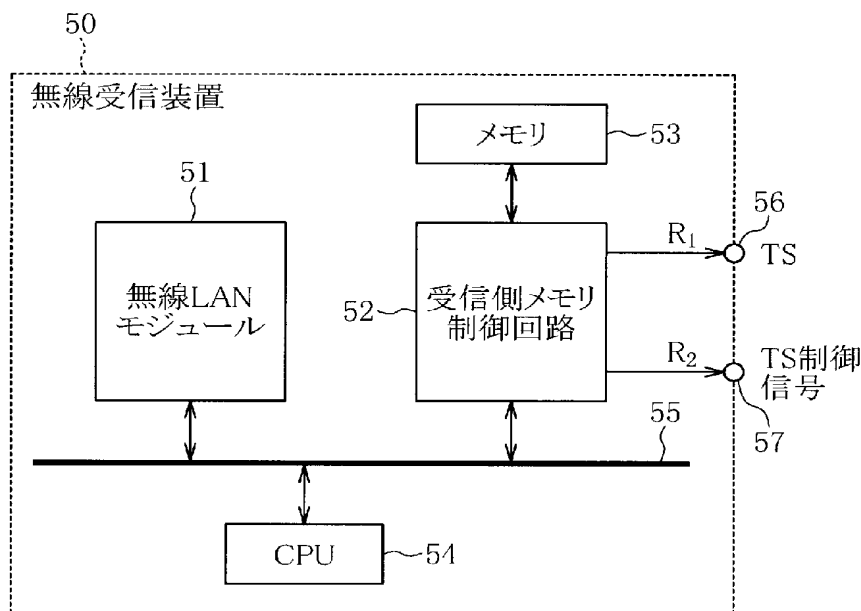 50
無線受信装置
メモリ
53
51
56
R1
TS
無線LAN
モジュール
52
受信側メモリ
制御回路
R2
TS制御
信号
57
55
CPU
54